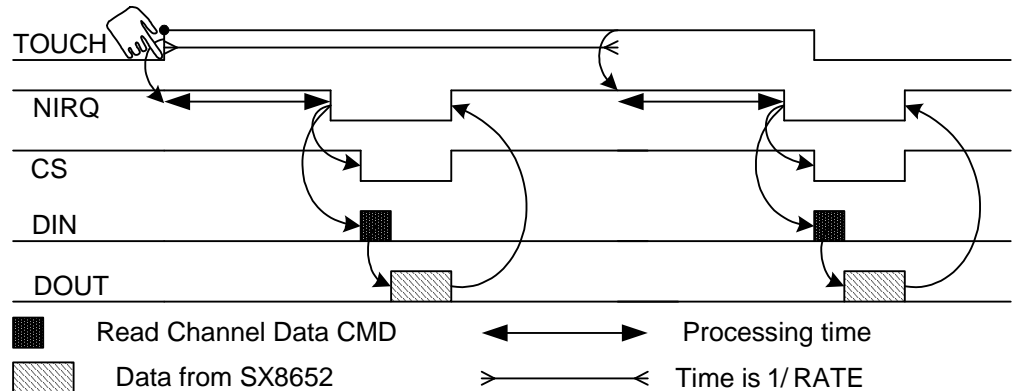 TOUCH
NIRQ
CS
DIN
DOUT
Read Channel Data CMD
Processing time
Data from SX8652
Time is 1/ RATE